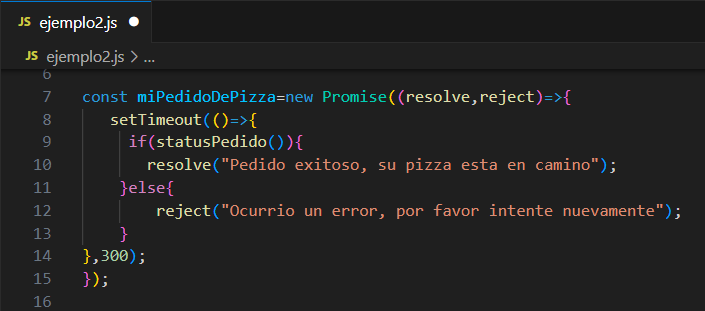 JS ejemplo2.js
JS ejemplo2.js > ...
6
7 const miPedidoDePizza=new Promise((resolve,reject)=>{
8 setTimeout(()=>{
9 if(statusPedido()){
10 resolve("Pedido exitoso, su pizza esta en camino");
11 }else{
12 reject("Ocurrio un error, por favor intente nuevamente");
13 }
14 },300);
15 });
16